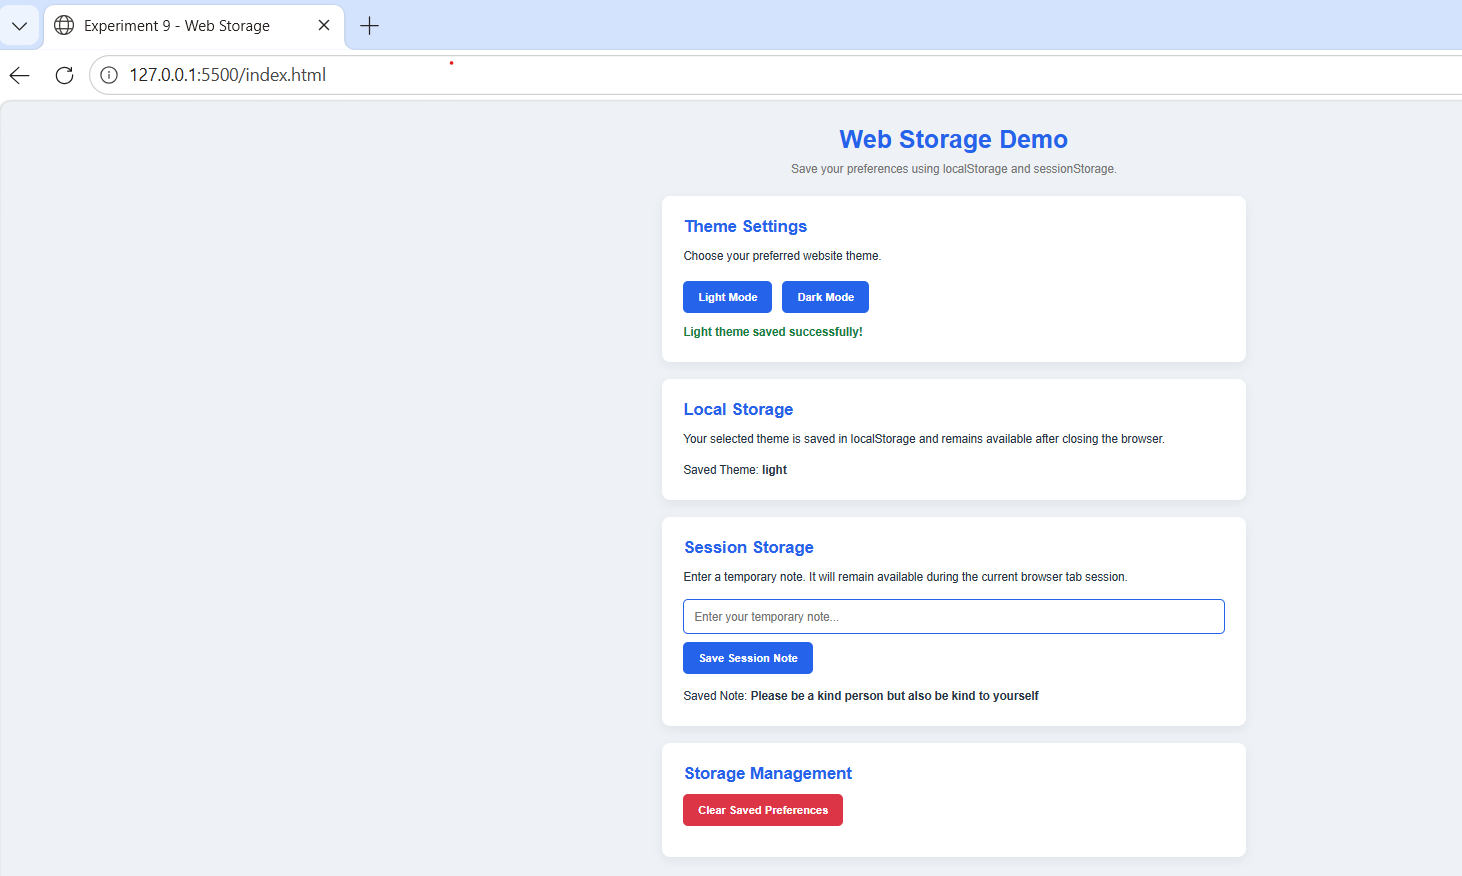 Experiment 9 - Web Storage
127.0.0.1:5500/index.html
Web Storage Demo
Save your preferences using localStorage and sessionStorage.
Theme Settings
Choose your preferred website theme.
Light Mode Dark Mode
Light theme saved successfully!
Local Storage
Your selected theme is saved in localStorage and remains available after closing the browser.
Saved Theme: light
Session Storage
Enter a temporary note. It will remain available during the current browser tab session.
Enter your temporary note...
Save Session Note
Saved Note: Please be a kind person but also be kind to yourself
Storage Management
Clear Saved Preferences